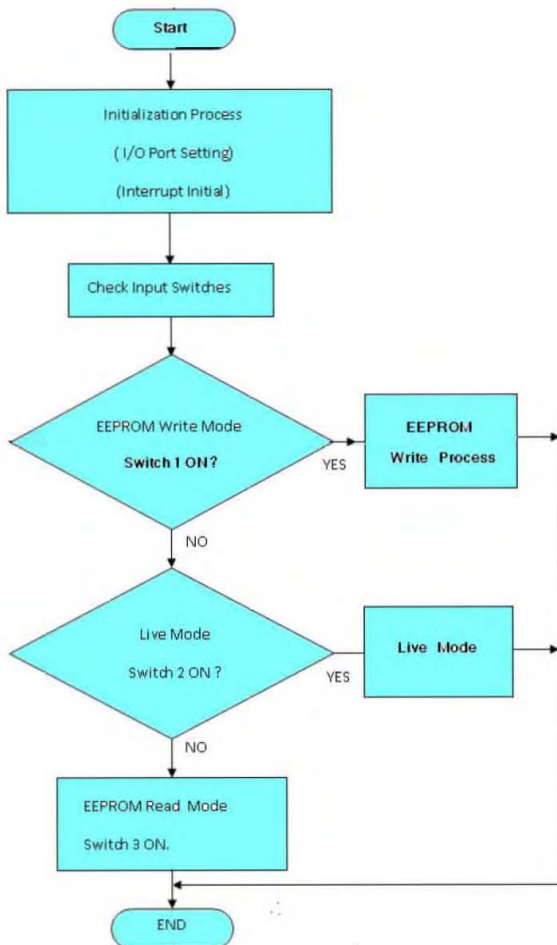 Start
Initialization Process
( I/O Port Setting)
(Interrupt Initial)
Check Input Switches
EEPROM Write Mode
Switch 1 ON?
YES
EEPROM
Write Process
NO
Live Mode
Switch 2 ON ?
YES
Live Mode
NO
EEPROM Read Mode
Switch 3 ON.
END